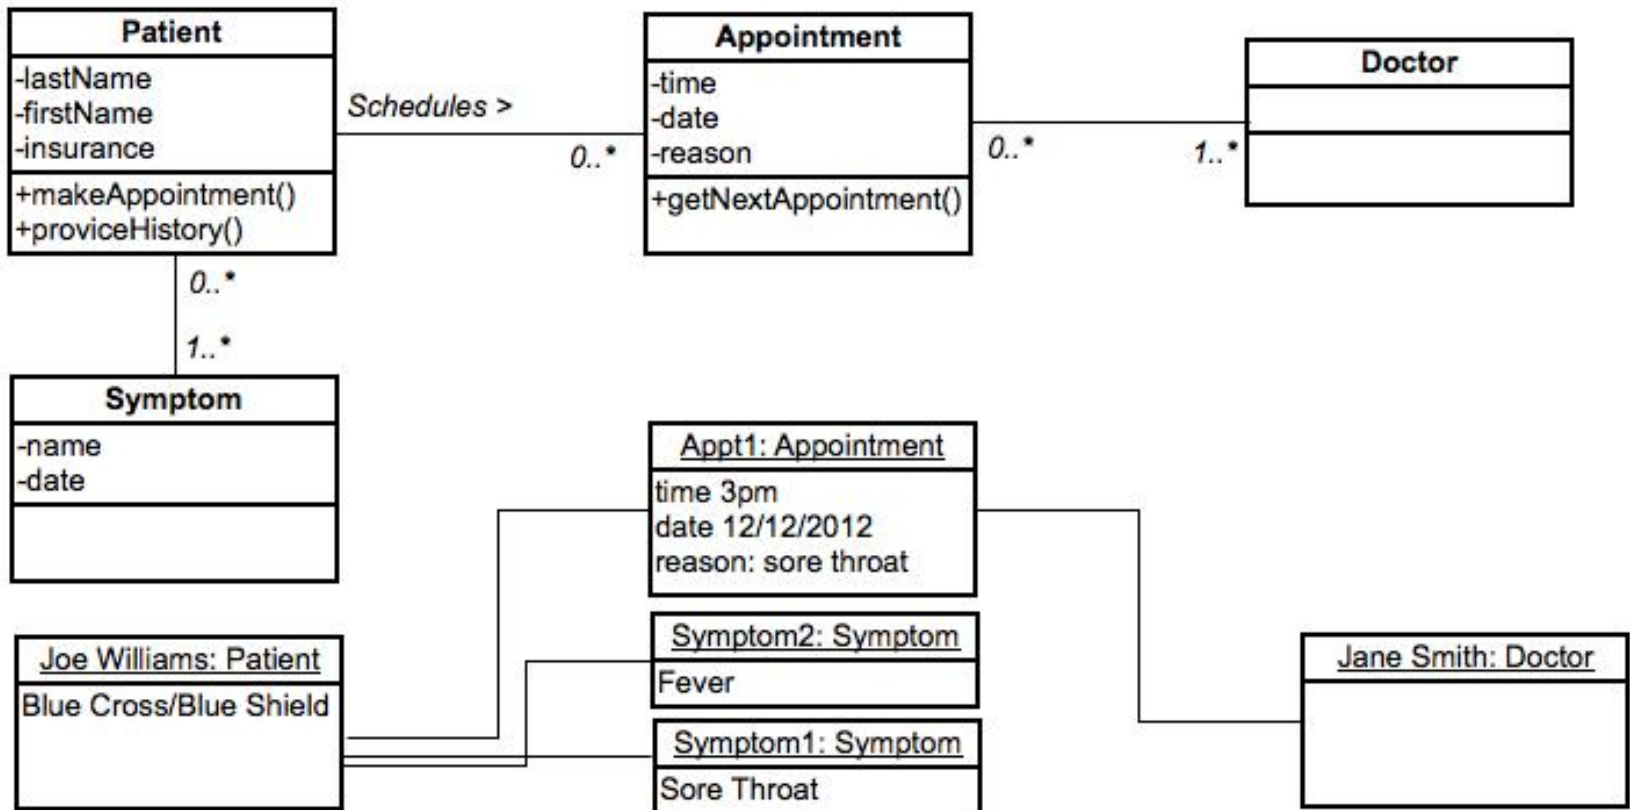 Patient
-lastName
-firstName
-insurance
+makeAppointment()
+proviceHistory()
Schedules >
0..*
Appointment
-time
-date
-reason
+getNextAppointment()
0..*
1..*
Doctor
0..*
1..*
Symptom
-name
-date
Appt1: Appointment
time 3pm
date 12/12/2012
reason: sore throat
Joe Williams: Patient
Blue Cross/Blue Shield
Symptom2: Symptom
Fever
Symptom1: Symptom
Sore Throat
Jane Smith: Doctor